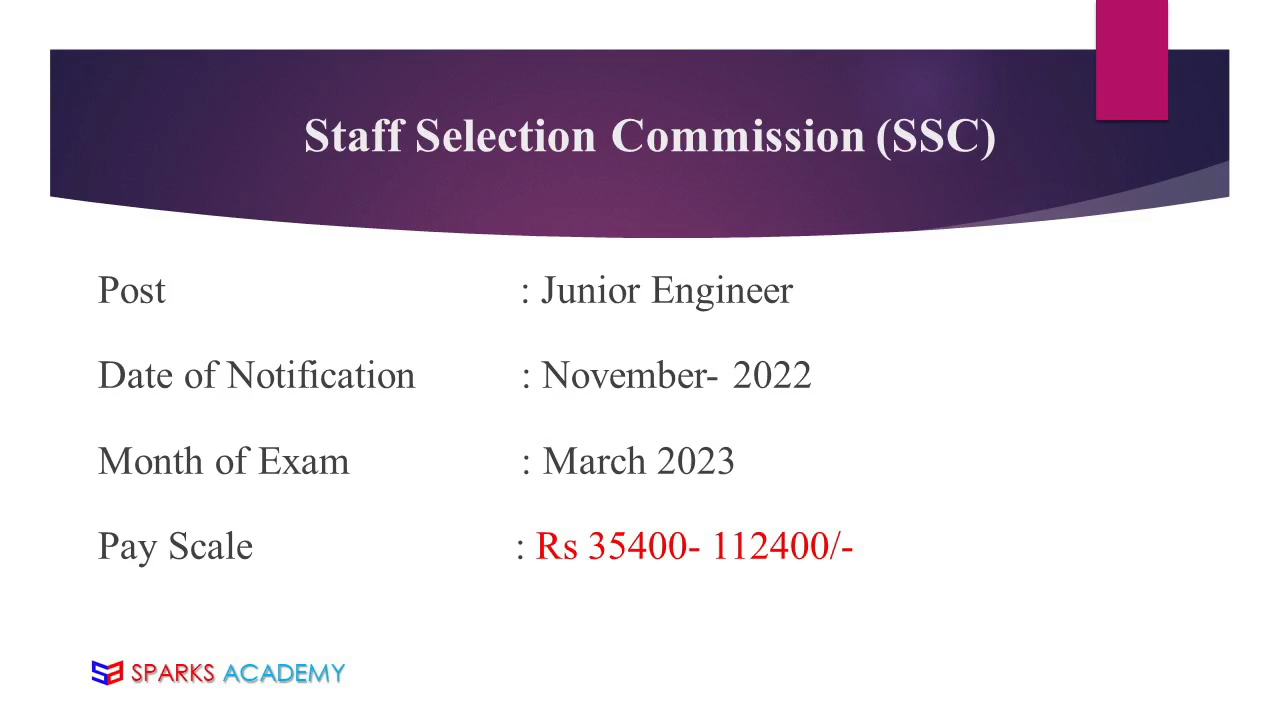 Staff Selection Commission (SSC)
Post : Junior Engineer
Date of Notification : November- 2022
Month of Exam : March 2023
Pay Scale : Rs 35400- 112400/-
SPARKS ACADEMY